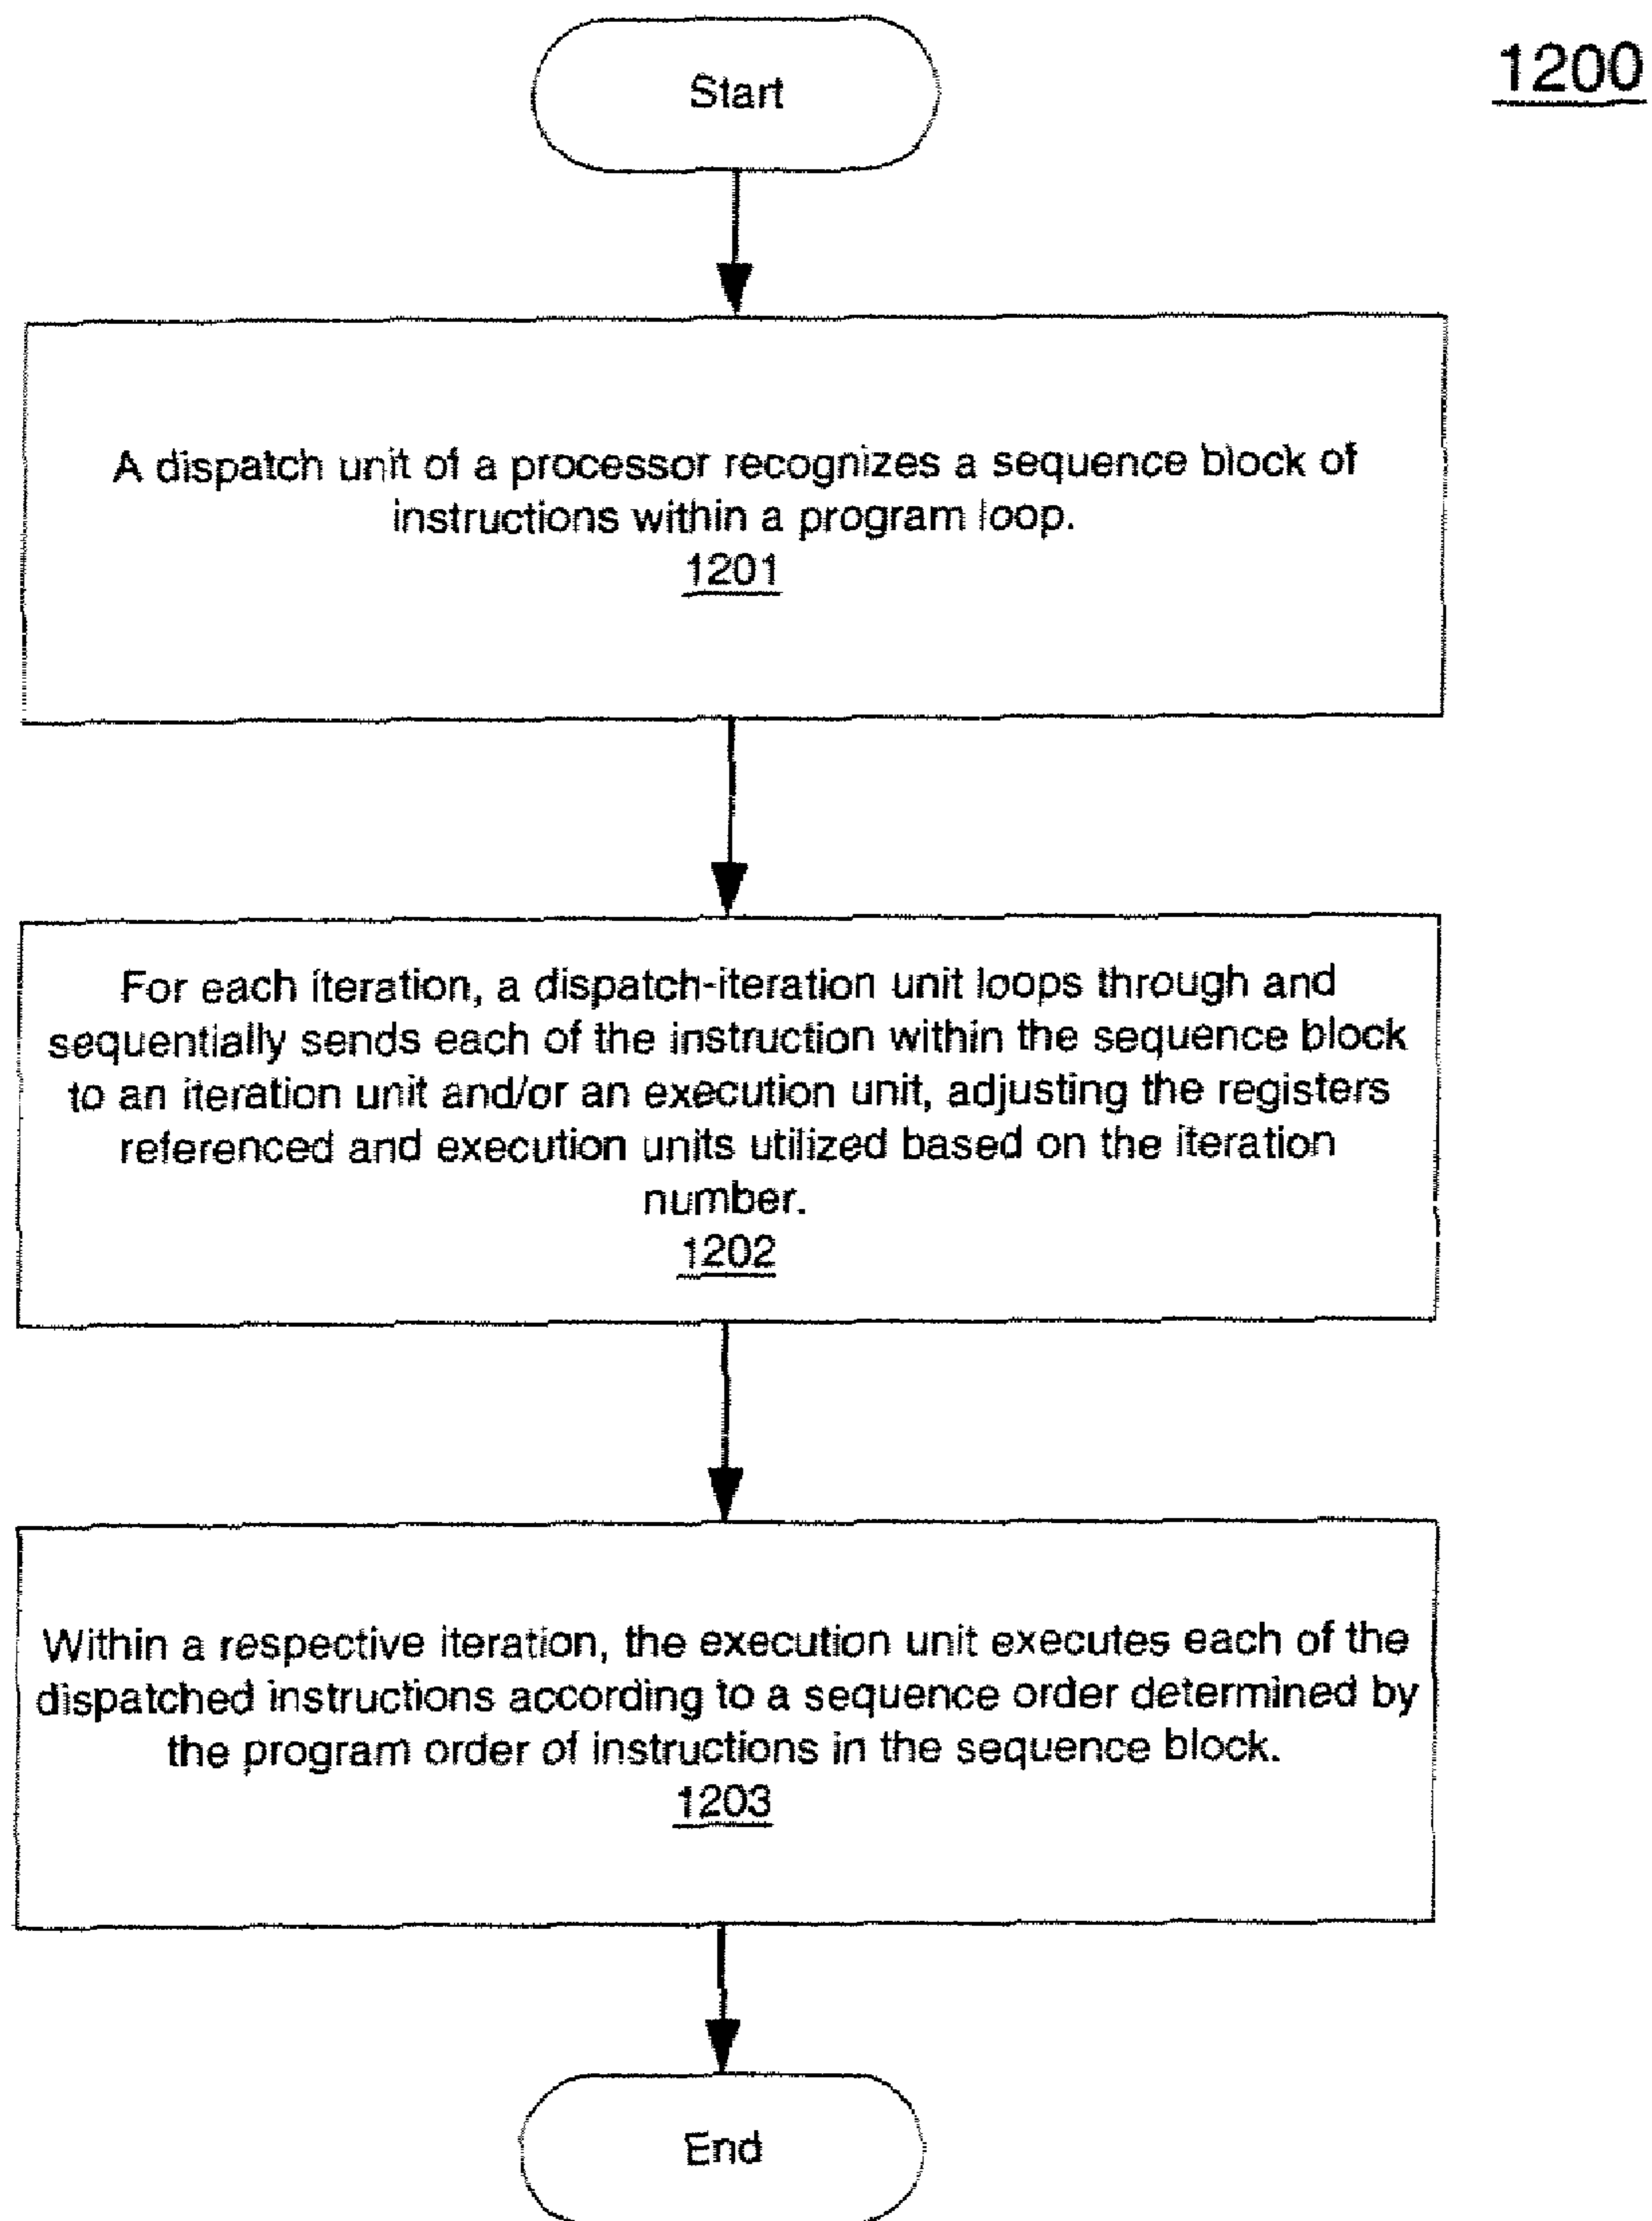 Start
1200
A dispatch unit of a processor recognizes a sequence block of
instructions within a program loop.
1201
For each iteration, a dispatch-iteration unit loops through and
sequentially sends each of the instruction within the sequence block
to an iteration unit and/or an execution unit, adjusting the registers
referenced and execution units utilized based on the iteration
number.
1202
Within a respective iteration, the execution unit executes each of the
dispatched instructions according to a sequence order determined by
the program order of instructions in the sequence block.
1203
End